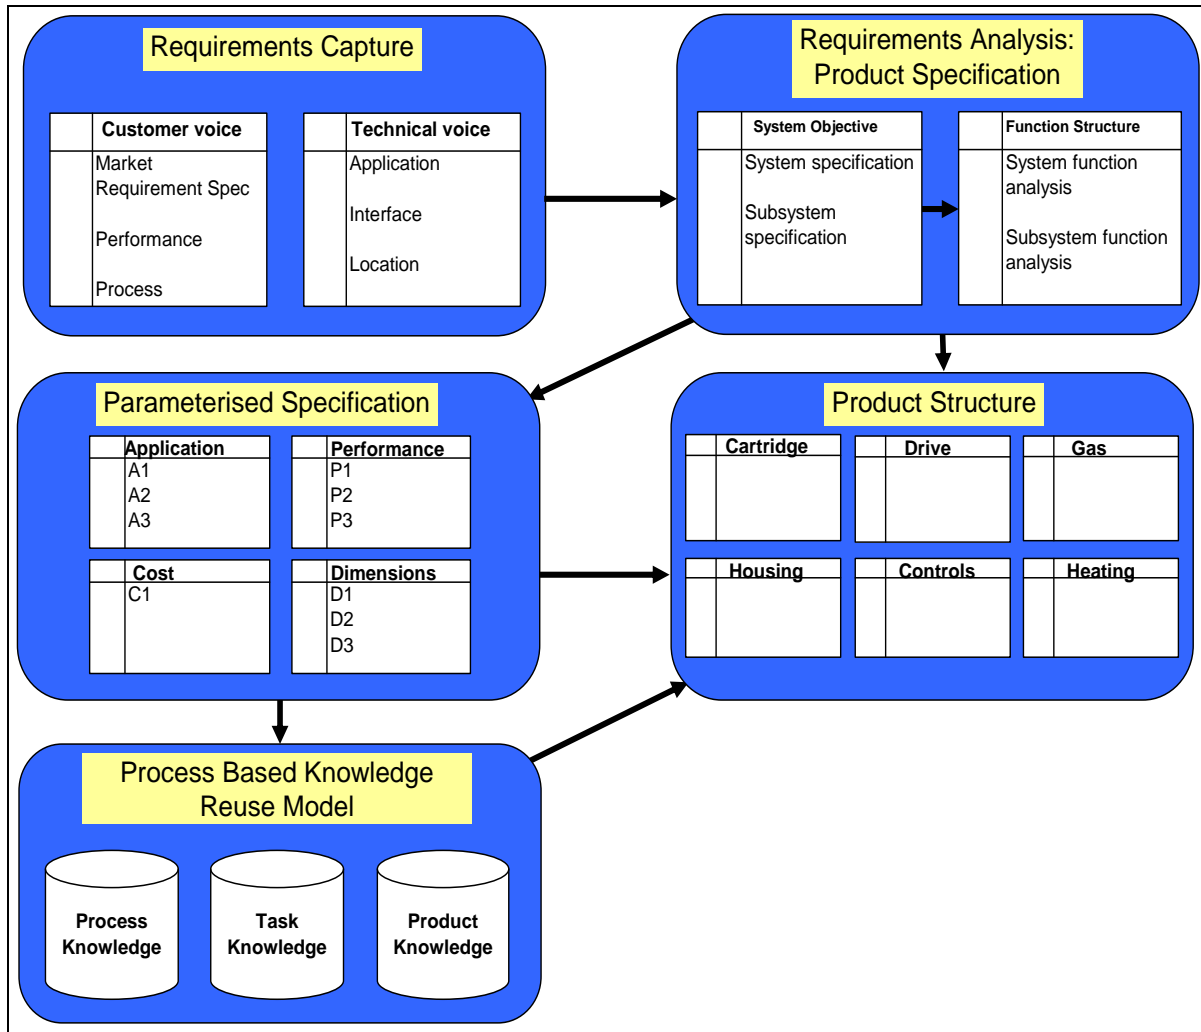 Requirements Capture
Customer voice
Market
Requirement Spec
Performance
Process
Technical voice
Application
Interface
Location
Requirements Analysis:
Product Specification
System Objective
System specification
Subsystem
specification
Function Structure
System function
analysis
Subsystem function
analysis
Parameterised Specification
Application
A1
A2
A3
Performance
P1
P2
P3
Cost
C1
Dimensions
D1
D2
D3
Product Structure
Cartridge
Drive
Gas
Housing
Controls
Heating
Process Based Knowledge
Reuse Model
Process
Knowledge
Task
Knowledge
Product
Knowledge